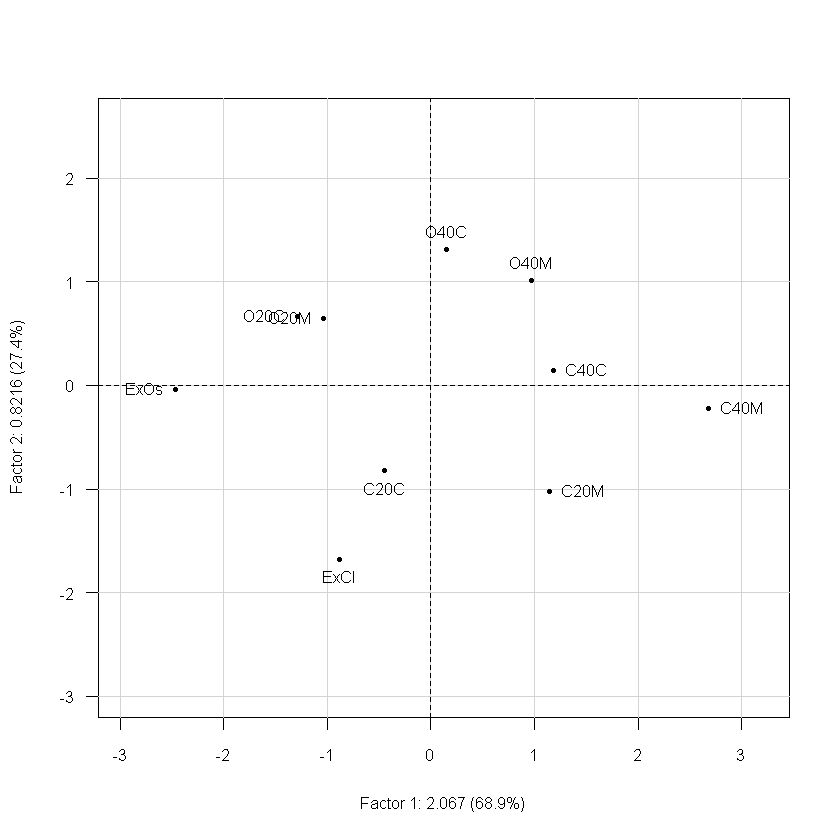 O40C
O40M
2
1
O20C
O20M
C40C
0
ExOs
C40M
-1
C20C
C20M
ExCl
-2
-3
-3
-2
-1
0
1
2
3
Factor 1: 2.067 (68.9%)
Factor 2: 0.8216 (27.4%)